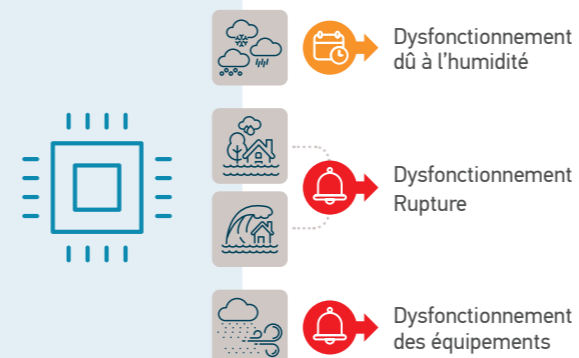 Dysfonctionnement
dû à l’humidité
Dysfonctionnement
Rupture
Dysfonctionnement
des équipements